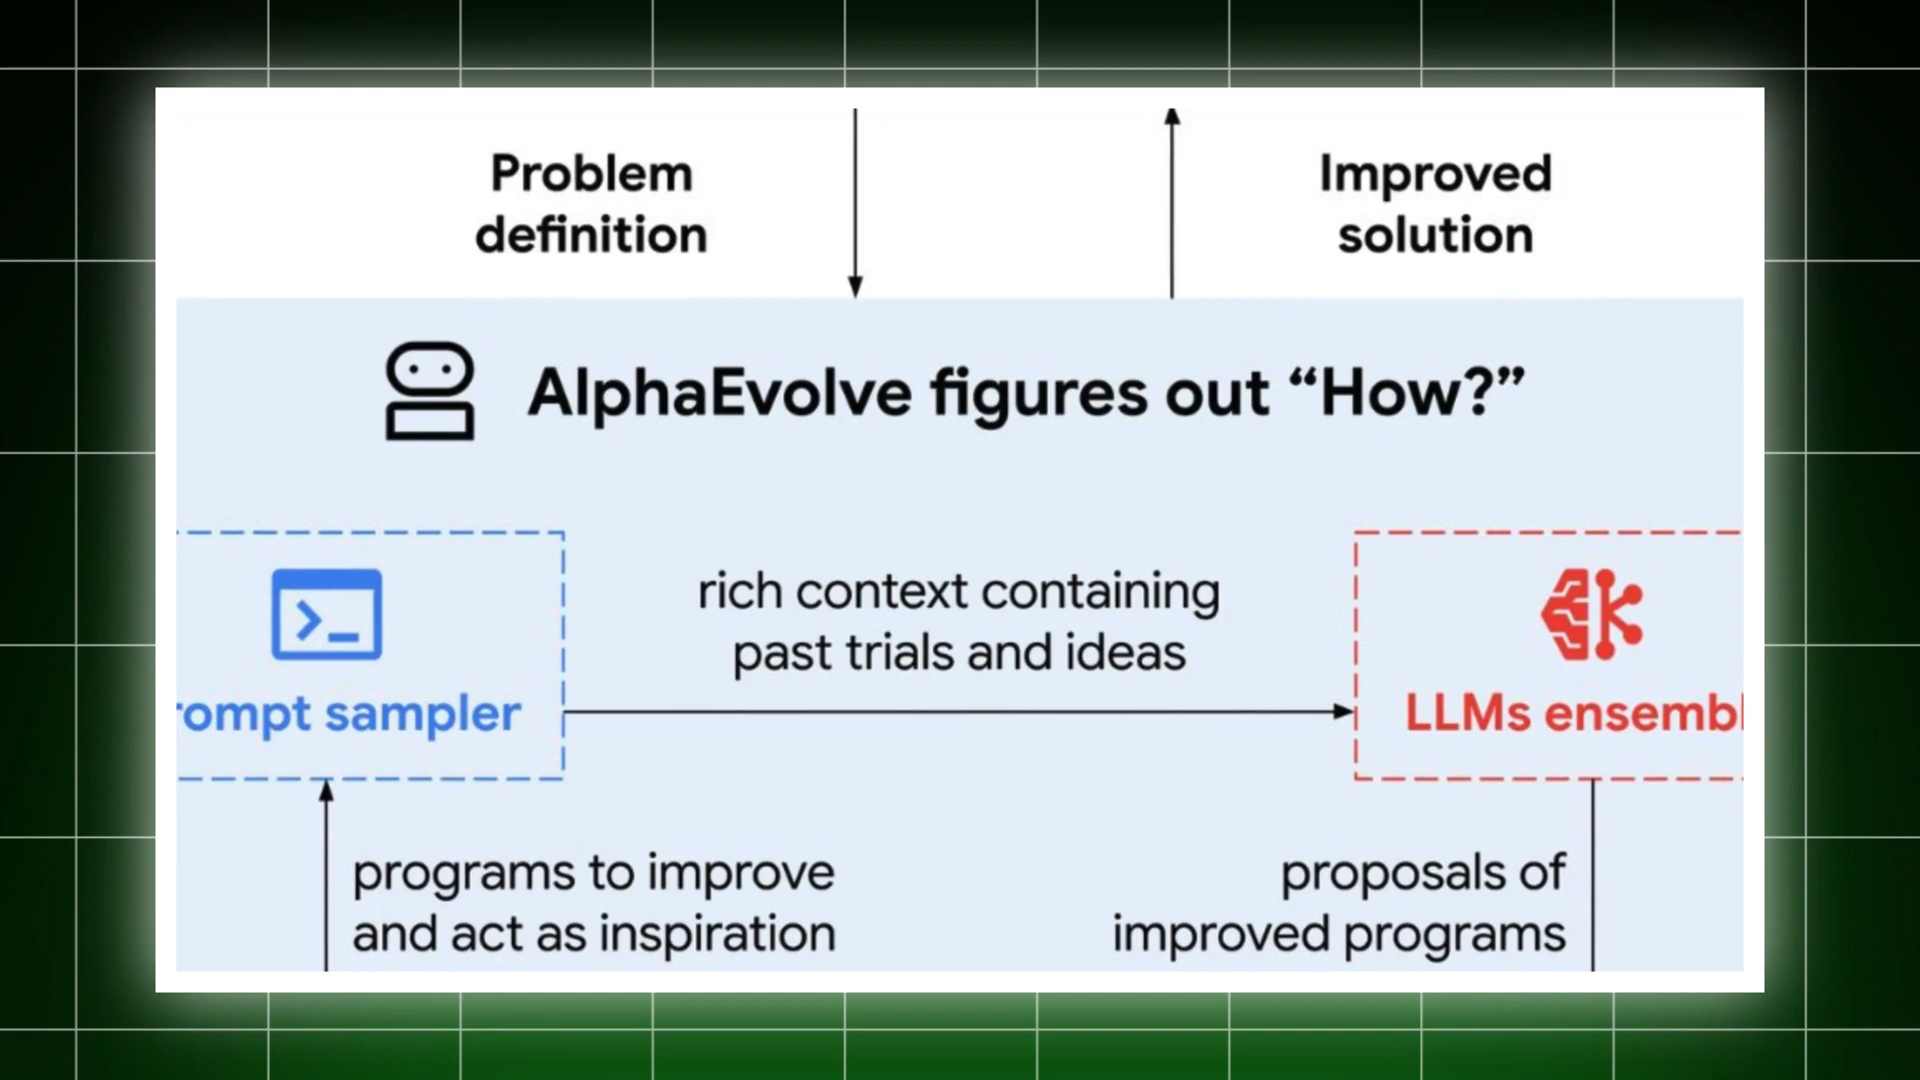 Problem
definition
Improved
solution
AlphaEvolve figures out “How?”
rich context containing
past trials and ideas
rompt sampler
LLMs ensembl
programs to improve
and act as inspiration
proposals of
improved programs